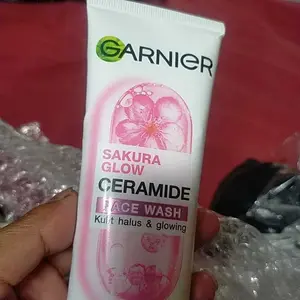 GARNIER
SAKURA
GLOW
CERAMIDE
FACE WASH
Kulit halus & glowing